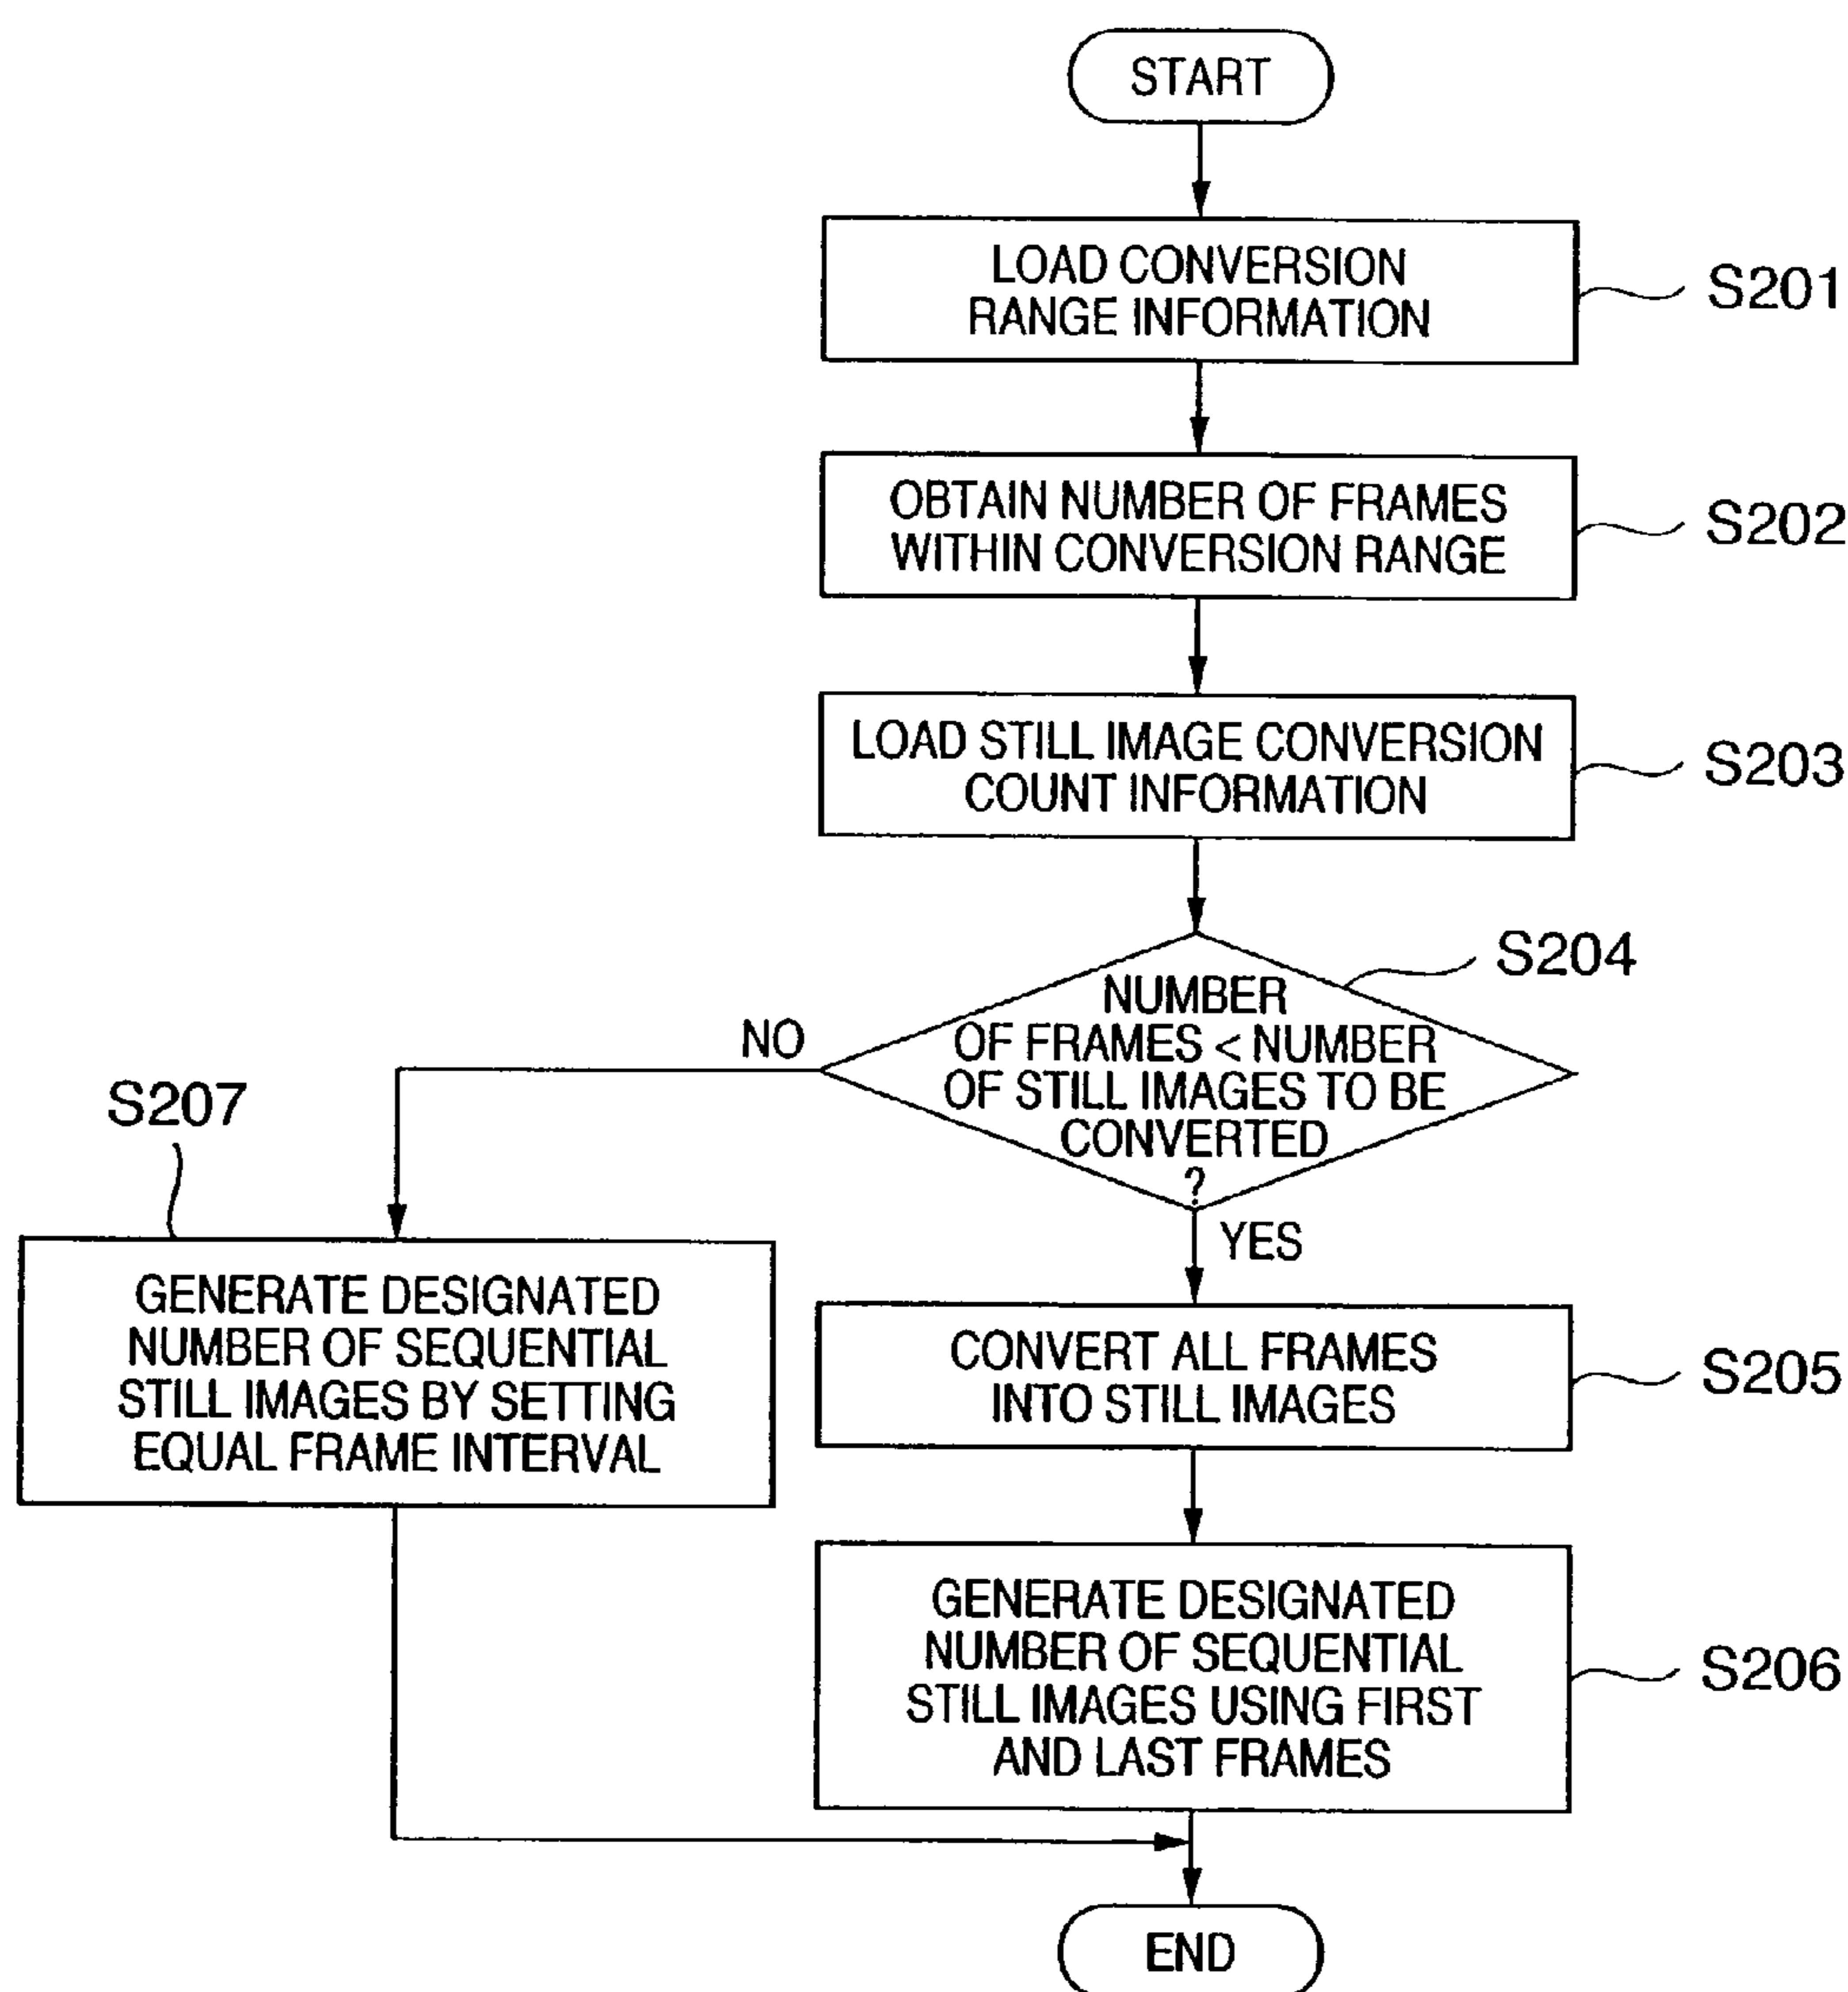 START
LOAD CONVERSION
RANGE INFORMATION
S201
OBTAIN NUMBER OF FRAMES
WITHIN CONVERSION RANGE
S202
LOAD STILL IMAGE CONVERSION
COUNT INFORMATION
S203
S204
NUMBER
OF FRAMES < NUMBER
OF STILL IMAGES TO BE
CONVERTED
?
NO
YES
S207
GENERATE DESIGNATED
NUMBER OF SEQUENTIAL
STILL IMAGES BY SETTING
EQUAL FRAME INTERVAL
CONVERT ALL FRAMES
INTO STILL IMAGES
S205
GENERATE DESIGNATED
NUMBER OF SEQUENTIAL
STILL IMAGES USING FIRST
AND LAST FRAMES
S206
END